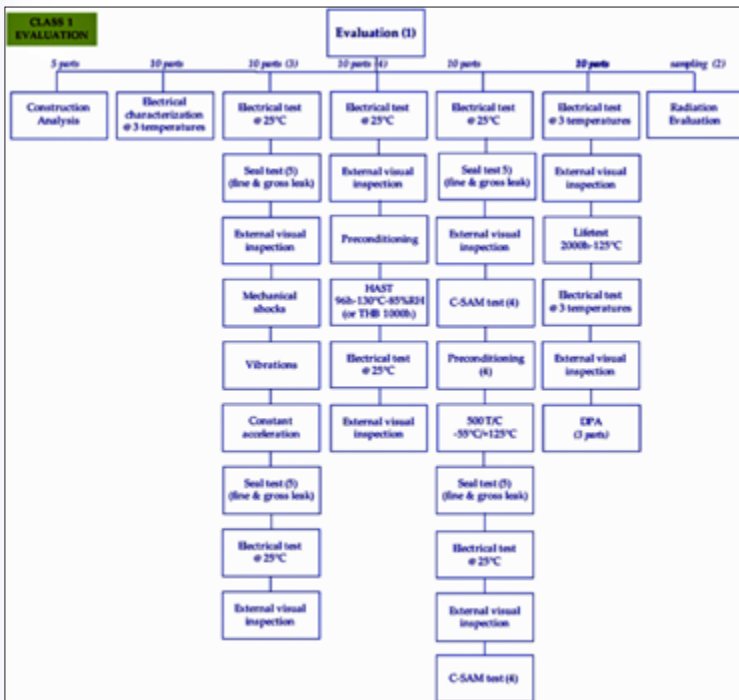 CLASS 1
EVALUATION
Evaluation (1)
5 parts
10 parts
10 parts (3)
10 parts (4)
10 parts
sampling (2)
Construction
Analysis
Electrical
characterization
@ 3 temperatures
Electrical test
@ 25°C
Seal test (5)
(fine & gross leak)
External visual
inspection
Mechanical
shocks
Vibrations
Constant
acceleration
Seal test (5)
(fine & gross leak)
Electrical test
@ 25°C
External visual
inspection
Electrical test
@ 25°C
External visual
inspection
Preconditioning
HAST
96h-130°C-85%RH
(or THB 1000h)
Electrical test
@ 25°C
External visual
inspection
Electrical test
@ 25°C
Seal test 5)
(fine & gross leak)
External visual
inspection
C-SAM test (4)
Preconditioning
(4)
500 T/C
-55°C/+125°C
Seal test (5)
(fine & gross leak)
Electrical test
@ 25°C
External visual
inspection
C-SAM test (4)
Electrical test
@ 3 temperatures
External visual
inspection
Lifetest
2000h-125°C
Electrical test
@ 3 temperatures
External visual
inspection
DPA
(3 parts)
Radiation
Evaluation